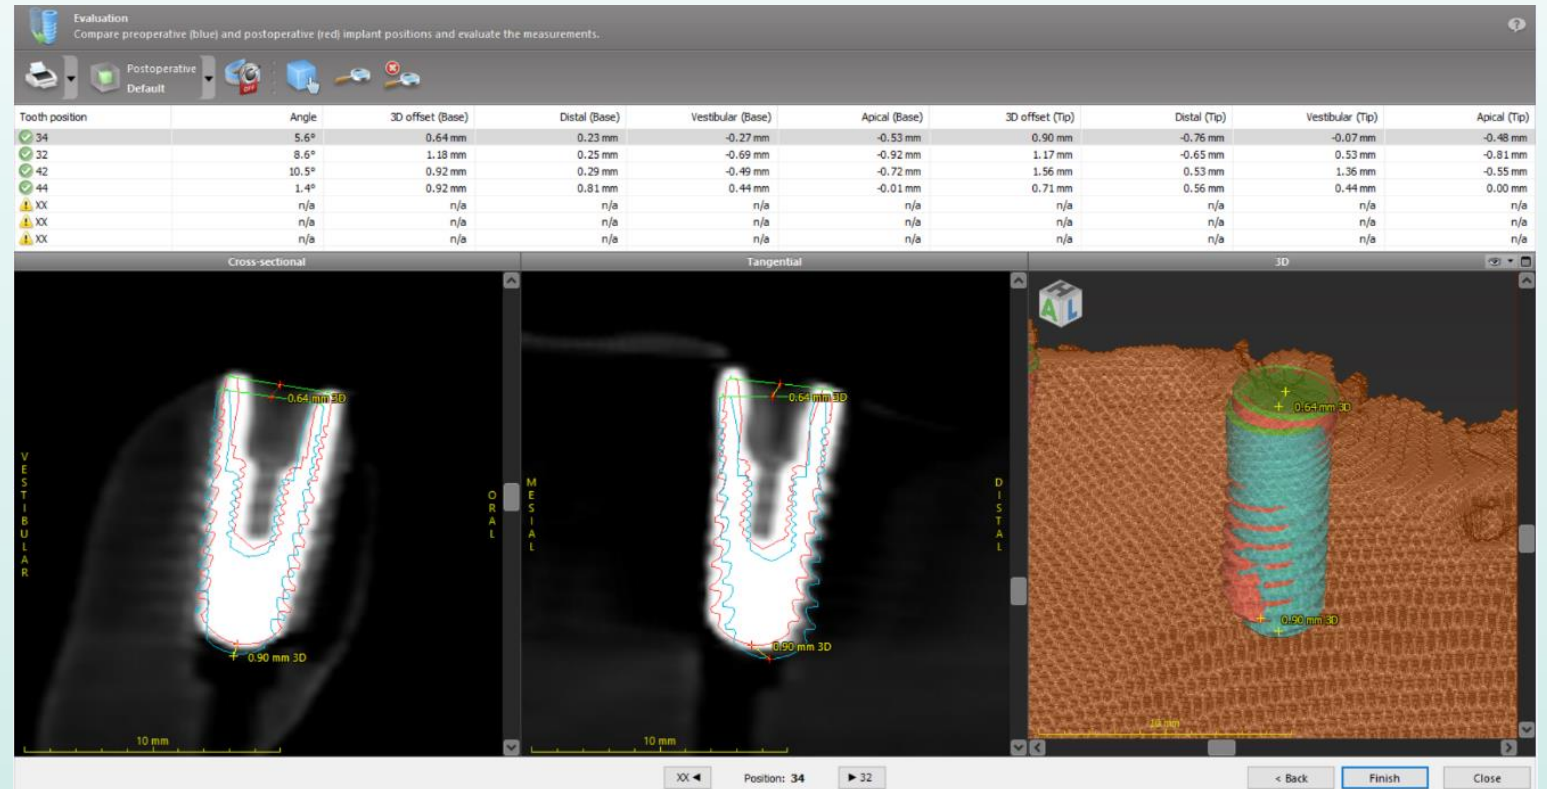 Evaluation
Compare preoperative (blue) and postoperative (red) implant positions and evaluate the measurements.
Postoperative
Default
OFF
Tooth position Angle 3D offset (Base) Distal (Base) Vestibular (Base) Apical (Base) 3D offset (Tip) Distal (Tip) Vestibular (Tip) Apical (Tip)
34 5.6° 0.64 mm 0.23 mm -0.27 mm -0.53 mm 0.90 mm -0.76 mm -0.07 mm -0.48 mm
32 8.6° 1.18 mm 0.25 mm -0.69 mm -0.92 mm 1.17 mm -0.65 mm 0.53 mm -0.81 mm
42 10.5° 0.92 mm 0.29 mm -0.49 mm -0.72 mm 1.56 mm 0.53 mm 1.36 mm -0.55 mm
44 1.4° 0.92 mm 0.81 mm 0.44 mm -0.01 mm 0.71 mm 0.56 mm 0.44 mm 0.00 mm
XX n/a n/a n/a n/a n/a n/a n/a n/a n/a
XX n/a n/a n/a n/a n/a n/a n/a n/a n/a
XX n/a n/a n/a n/a n/a n/a n/a n/a n/a
Cross-sectional
0.64 mm 3D
VESTIBULAR
ORAL
0.90 mm 3D
10 mm
Tangential
0.64 mm 3D
MESIAL
DISTAL
0.90 mm 3D
10 mm
3D
H
A L
0.64 mm 3D
0.90 mm 3D
10 mm
XX ◄ Position: 34 ► 32 < Back Finish Close